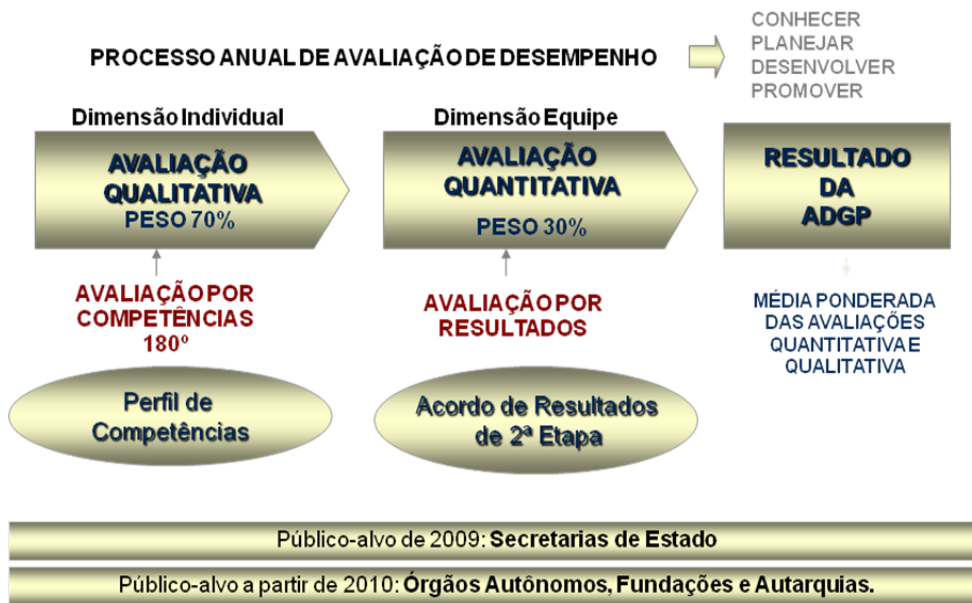 PROCESSO ANUAL DE AVALIAÇÃO DE DESEMPENHO
CONHECER
PLANEJAR
DESENVOLVER
PROMOVER
Dimensão Individual
AVALIAÇÃO
QUALITATIVA
PESO 70%
Dimensão Equipe
AVALIAÇÃO
QUANTITATIVA
PESO 30%
RESULTADO
DA
ADGP
AVALIAÇÃO POR
COMPETÊNCIAS
180º
AVALIAÇÃO POR
RESULTADOS
MÉDIA PONDERADA
DAS AVALIAÇÕES
QUANTITATIVA E
QUALITATIVA
Perfil de
Competências
Acordo de Resultados
de 2ª Etapa
Público-alvo de 2009: Secretarias de Estado
Público-alvo a partir de 2010: Órgãos Autônomos, Fundações e Autarquias.